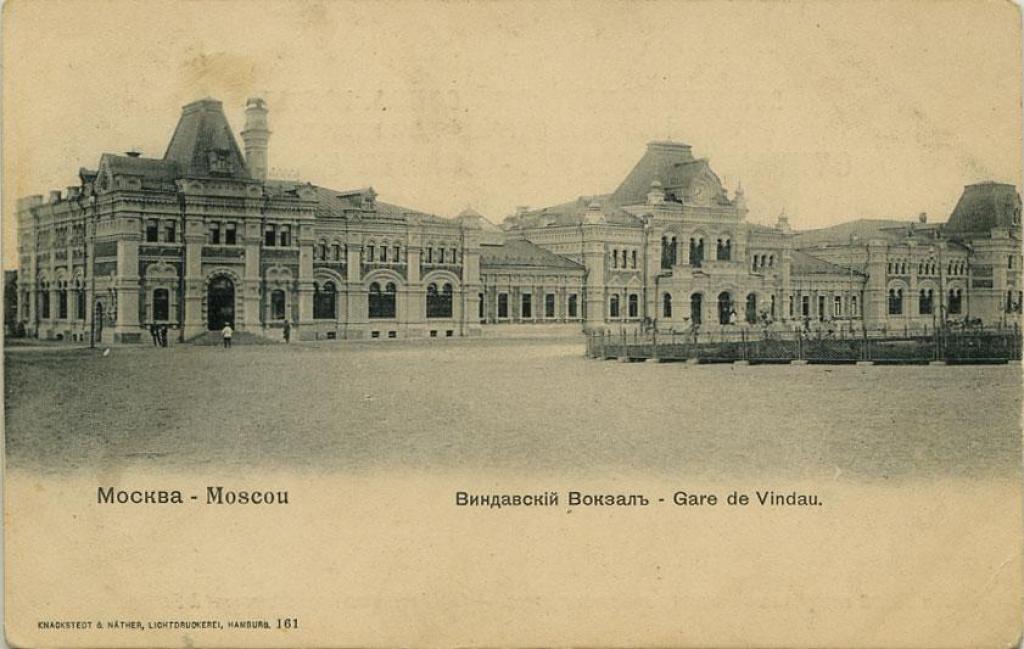 Москва - Moscou
Виндавскій Вокзалъ - Gare de Vindau.
KNACKSTEDT & NÄTHER, LICHTDRUCKEREI, HAMBURG. 161